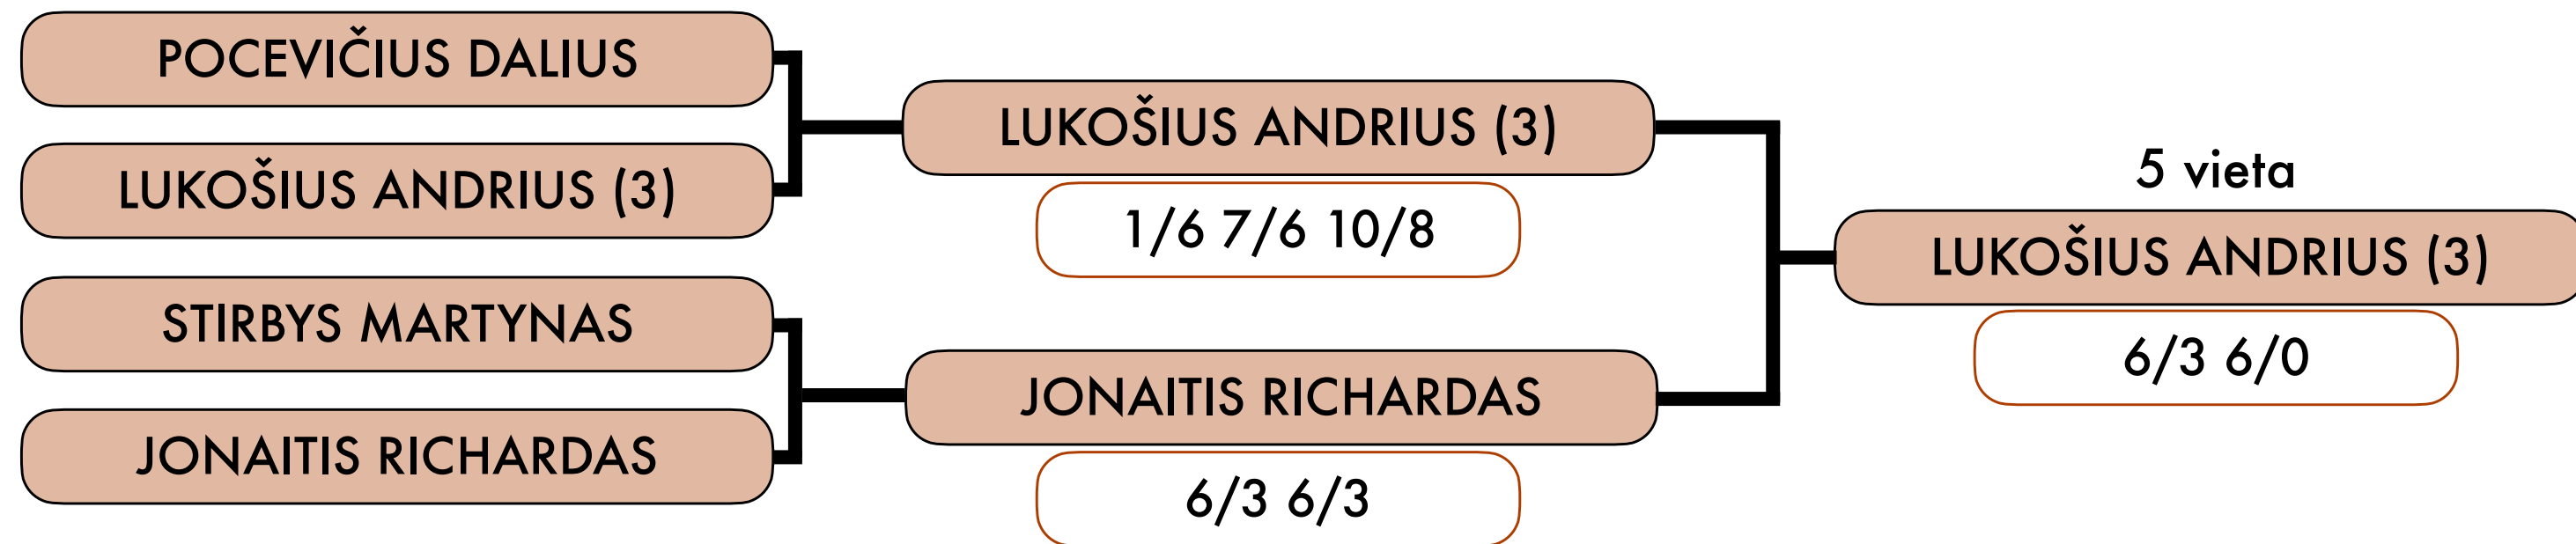 POCEVIČIUS DALIUS
LUKOŠIUS ANDRIUS (3)
STIRBYS MARTYNAS
JONAITIS RICHARDAS
LUKOŠIUS ANDRIUS (3)
1/6 7/6 10/8
JONAITIS RICHARDAS
6/3 6/3
5 vieta
LUKOŠIUS ANDRIUS (3)
6/3 6/0